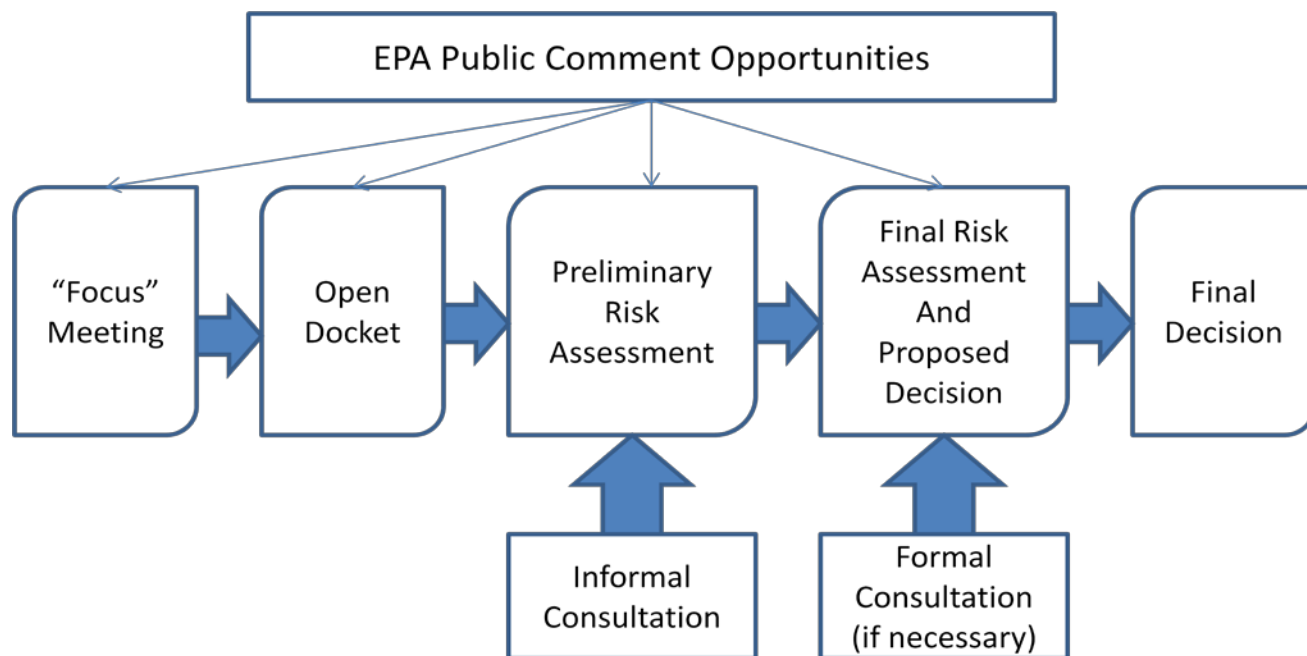 EPA Public Comment Opportunities
“Focus”
Meeting
Open
Docket
Preliminary
Risk
Assessment
Final Risk
Assessment
And
Proposed
Decision
Final
Decision
Informal
Consultation
Formal
Consultation
(if necessary)